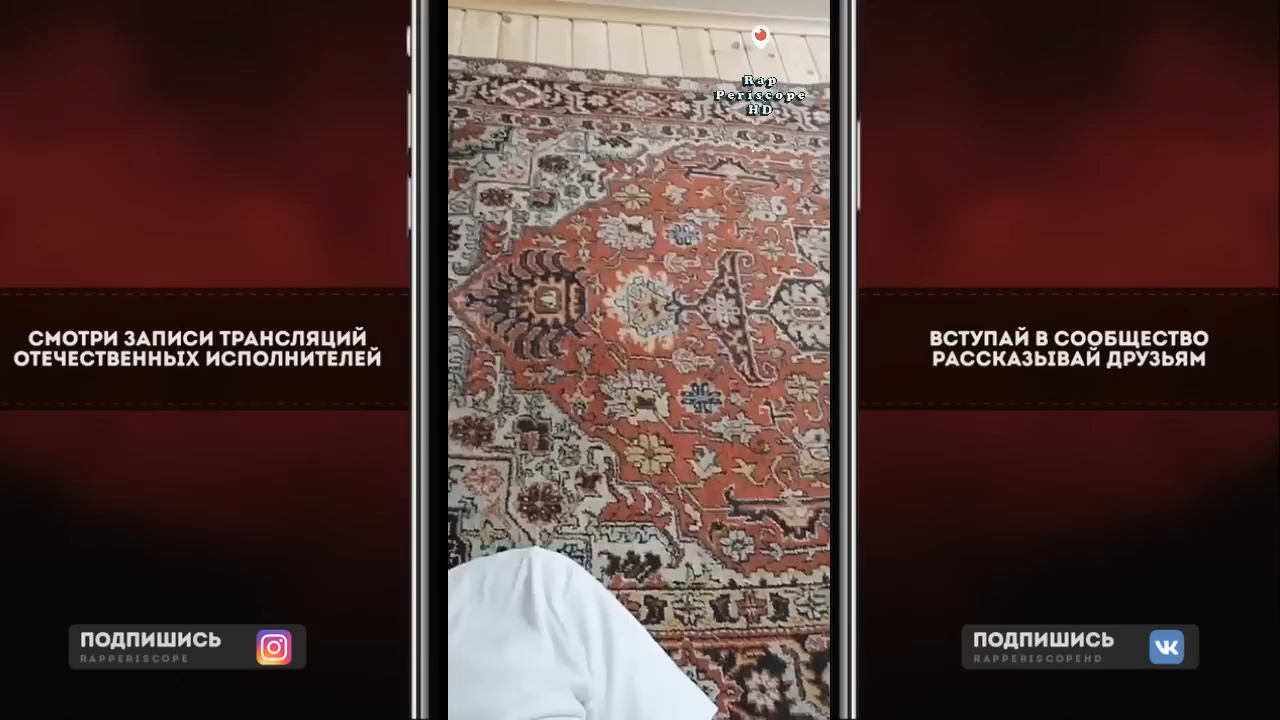 Rap
Periscope
HD
СМОТРИ ЗАПИСИ ТРАНСЛЯЦИЙ
ОТЕЧЕСТВЕННЫХ ИСПОЛНИТЕЛЕЙ
ВСТУПАЙ В СООБЩЕСТВО
РАССКАЗЫВАЙ ДРУЗЬЯМ
ПОДПИШИСЬ
RAPPERISCOPE
ПОДПИШИСЬ
RAPPERISCOPEHD